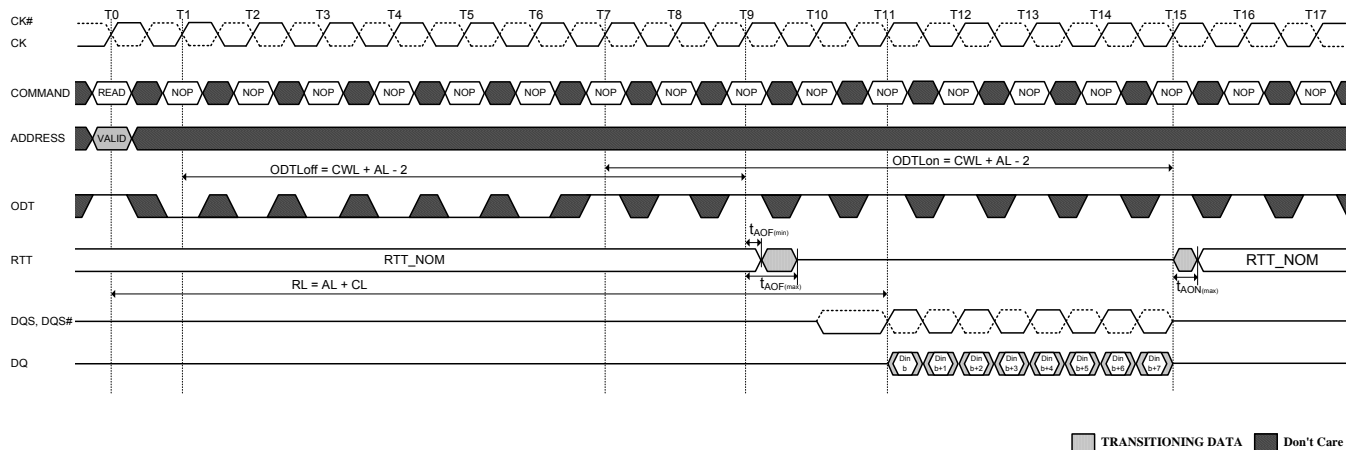 T0 T1 T2 T3 T4 T5 T6 T7 T8 T9 T10 T11 T12 T13 T14 T15 T16 T17
CK#
CK
COMMAND READ NOP NOP NOP NOP NOP NOP NOP NOP NOP NOP NOP NOP NOP NOP NOP NOP NOP
ADDRESS VALID
ODTLoff = CWL + AL - 2 ODTLon = CWL + AL - 2
ODT
tAOF(min)
RTT RTT_NOM RTT_NOM
tAOF(max) tAON(max)
RL = AL + CL
DQS, DQS#
DQ Din b Din b+1 Din b+2 Din b+3 Din b+4 Din b+5 Din b+6 Din b+7
TRANSITIONING DATA Don't Care